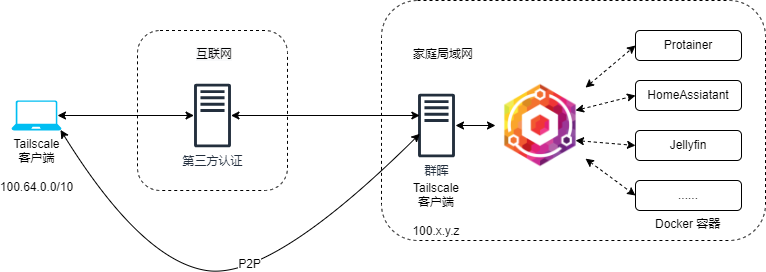 互联网
家庭局域网
Protainer
HomeAssiatant
Jellyfin
......
Docker 容器
Tailscale
客户端
100.64.0.0/10
第三方认证
群晖
Tailscale
客户端
100.x.y.z
P2P